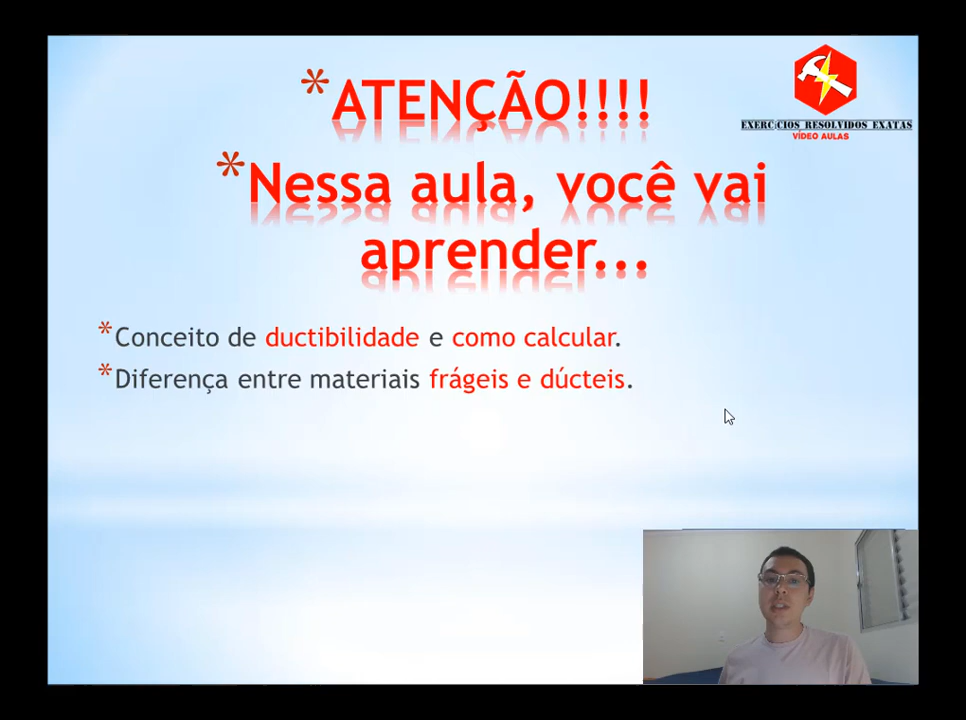 *ATENÇÃO!!!!
EXERCÍCIOS RESOLVIDOS EXATAS
VÍDEO AULAS
*Nessa aula, você vai
aprender...
*Conceito de ductibilidade e como calcular.
*Diferença entre materiais frágeis e dúcteis.